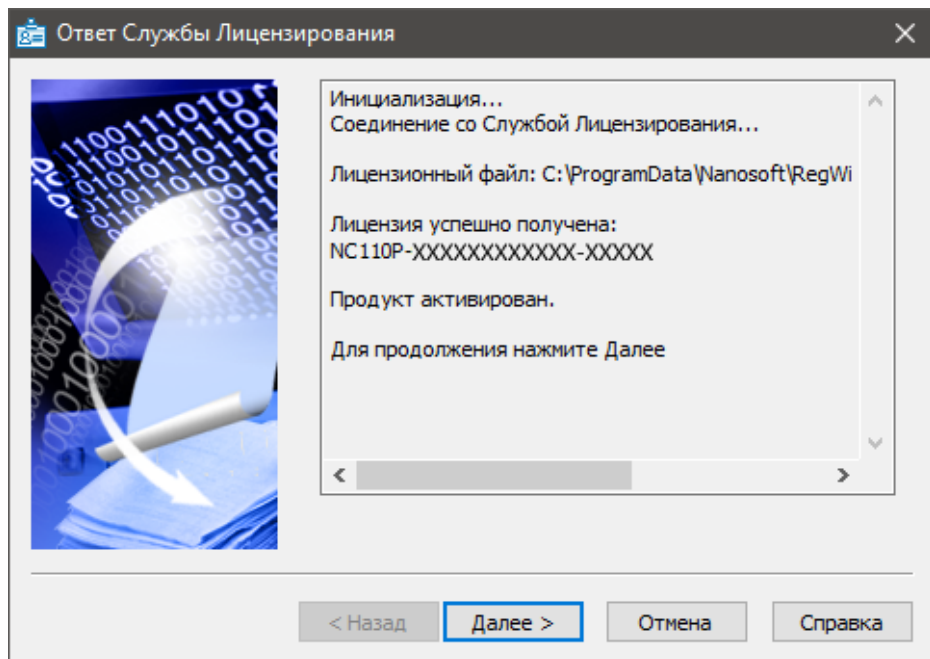 Ответ Службы Лицензирования
Инициализация...
Соединение со Службой Лицензирования...
Лицензионный файл: C:\ProgramData\Nanosoft\RegWi
Лицензия успешно получена:
NC110P-XXXXXXXXXXXX-XXXXX
Продукт активирован.
Для продолжения нажмите Далее
< Назад
Далее >
Отмена
Справка